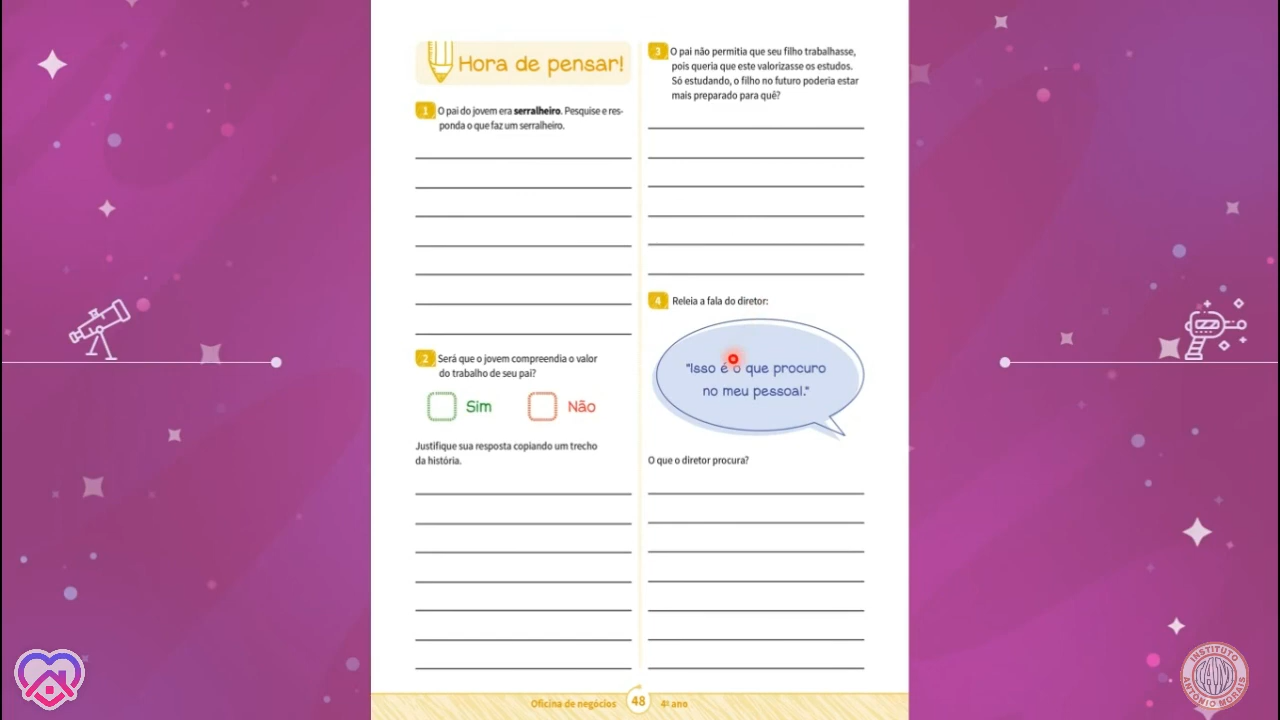 Hora de pensar!
1 O pai do jovem era serralheiro. Pesquise e res-
ponda o que faz um serralheiro.
2 Será que o jovem compreendia o valor
do trabalho de seu pai?
Sim Não
Justifique sua resposta copiando um trecho
da história.
3 O pai não permitia que seu filho trabalhasse,
pois queria que este valorizasse os estudos.
Só estudando, o filho no futuro poderia estar
mais preparado para quê?
4 Releia a fala do diretor:
"Isso é o que procuro
no meu pessoal."
O que o diretor procura?
Oficina de negócios 48 4º ano
INSTITUTO
ANTÔNIO MORAIS